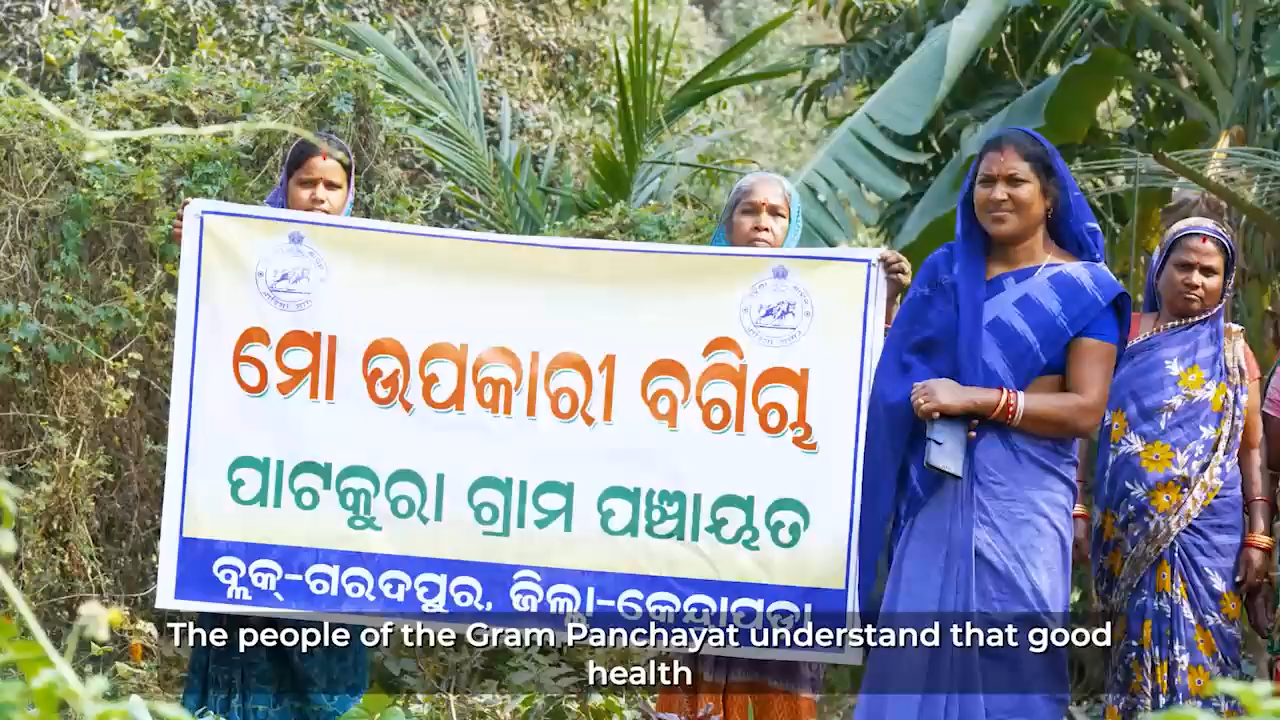 ମୋ ଉପକାରୀ ବଗିଚା
ପାଟକୁରା ଗ୍ରାମ ପଞ୍ଚାୟତ
ବ୍ଲକ୍-ଗରଦପୁର, ଜିଲ୍ଲା-କେନ୍ଦ୍ରାପଡ଼ା
The people of the Gram Panchayat understand that good
health